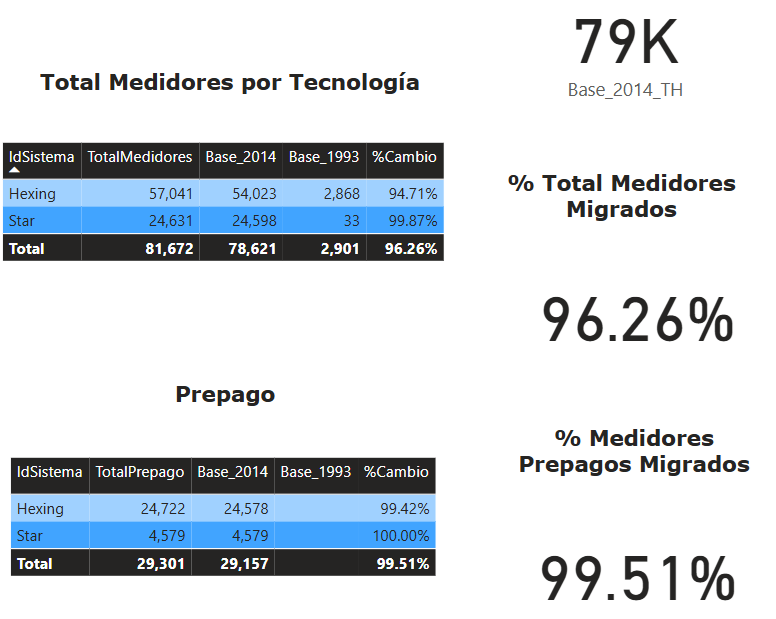 79K
Base_2014_TH
Total Medidores por Tecnología
IdSistema TotalMedidores Base_2014 Base_1993 %Cambio
Hexing 57,041 54,023 2,868 94.71%
Star 24,631 24,598 33 99.87%
Total 81,672 78,621 2,901 96.26%
% Total Medidores
Migrados
96.26%
Prepago
IdSistema TotalPrepago Base_2014 Base_1993 %Cambio
Hexing 24,722 24,578 99.42%
Star 4,579 4,579 100.00%
Total 29,301 29,157 99.51%
% Medidores
Prepagos Migrados
99.51%